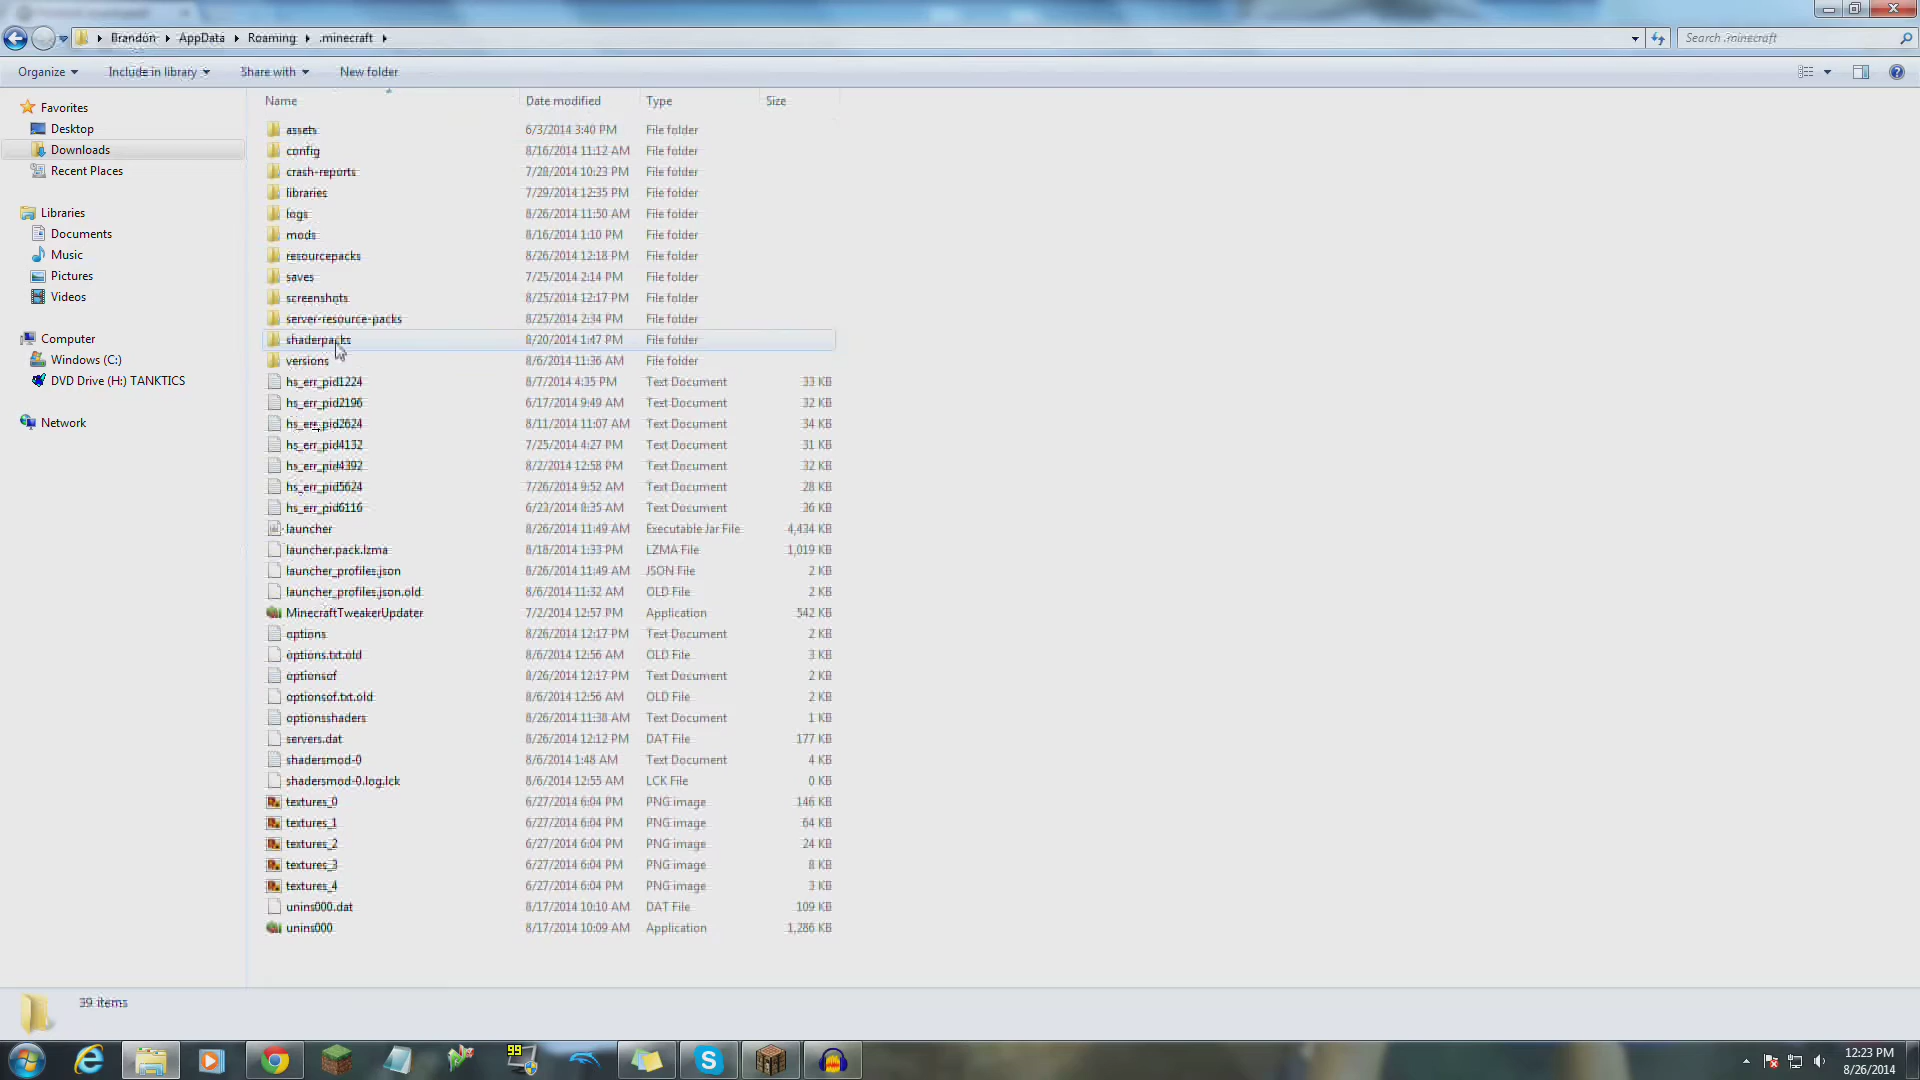 Brandon AppData Roaming .minecraft
Search .minecraft
Organize Include in library Share with New folder
Name Date modified Type Size
Favorites
Desktop
Downloads
Recent Places
Libraries
Documents
Music
Pictures
Videos
Computer
Windows (C:)
DVD Drive (H:) TANKTICS
Network
assets 6/3/2014 3:40 PM File folder
config 8/16/2014 11:12 AM File folder
crash-reports 7/28/2014 10:23 PM File folder
libraries 7/29/2014 12:35 PM File folder
logs 8/26/2014 11:50 AM File folder
mods 8/16/2014 1:10 PM File folder
resourcepacks 8/26/2014 12:18 PM File folder
saves 7/25/2014 2:14 PM File folder
screenshots 8/25/2014 12:17 PM File folder
server-resource-packs 8/25/2014 2:34 PM File folder
shaderpacks 8/20/2014 1:47 PM File folder
versions 8/6/2014 11:36 AM File folder
hs_err_pid1224 8/7/2014 4:35 PM Text Document 33 KB
hs_err_pid2196 6/17/2014 9:49 AM Text Document 32 KB
hs_err_pid2624 8/11/2014 11:07 AM Text Document 34 KB
hs_err_pid4132 7/25/2014 4:27 PM Text Document 31 KB
hs_err_pid4392 8/2/2014 12:58 PM Text Document 32 KB
hs_err_pid5624 7/26/2014 9:52 AM Text Document 28 KB
hs_err_pid6116 6/23/2014 8:35 AM Text Document 36 KB
launcher 8/26/2014 11:49 AM Executable Jar File 4,434 KB
launcher.pack.lzma 8/18/2014 1:33 PM LZMA File 1,019 KB
launcher_profiles.json 8/26/2014 11:49 AM JSON File 2 KB
launcher_profiles.json.old 8/6/2014 11:32 AM OLD File 2 KB
MinecraftTweakerUpdater 7/2/2014 12:57 PM Application 542 KB
options 8/26/2014 12:17 PM Text Document 2 KB
options.txt.old 8/6/2014 12:56 AM OLD File 3 KB
optionsof 8/26/2014 12:17 PM Text Document 2 KB
optionsof.txt.old 8/6/2014 12:56 AM OLD File 2 KB
optionsshaders 8/26/2014 11:38 AM Text Document 1 KB
servers.dat 8/26/2014 12:12 PM DAT File 177 KB
shadersmod-0 8/6/2014 1:48 AM Text Document 4 KB
shadersmod-0.log.lck 8/6/2014 12:55 AM LCK File 0 KB
textures_0 6/27/2014 6:04 PM PNG image 146 KB
textures_1 6/27/2014 6:04 PM PNG image 64 KB
textures_2 6/27/2014 6:04 PM PNG image 24 KB
textures_3 6/27/2014 6:04 PM PNG image 8 KB
textures_4 6/27/2014 6:04 PM PNG image 3 KB
unins000.dat 8/17/2014 10:10 AM DAT File 109 KB
unins000 8/17/2014 10:09 AM Application 1,286 KB
39 items
99
12:23 PM
8/26/2014